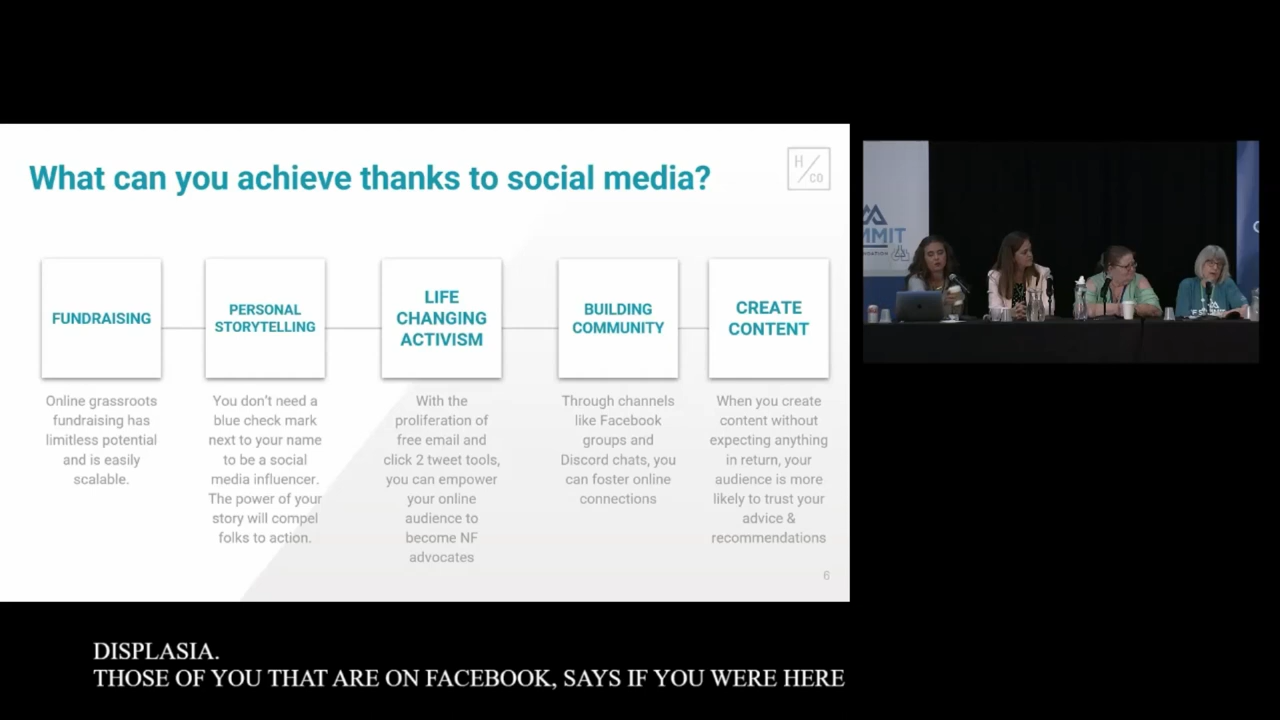 What can you achieve thanks to social media?
H/CO
FUNDRAISING
Online grassroots
fundraising has
limitless potential
and is easily
scalable.
PERSONAL
STORYTELLING
You don't need a
blue check mark
next to your name
to be a social
media influencer.
The power of your
story will compel
folks to action.
LIFE
CHANGING
ACTIVISM
With the
proliferation of
free email and
click 2 tweet tools,
you can empower
your online
audience to
become NF
advocates
BUILDING
COMMUNITY
Through channels
like Facebook
groups and
Discord chats, you
can foster online
connections
CREATE
CONTENT
When you create
content without
expecting anything
in return, your
audience is more
likely to trust your
advice &
recommendations
6
DISPLASIA.
THOSE OF YOU THAT ARE ON FACEBOOK, SAYS IF YOU WERE HERE